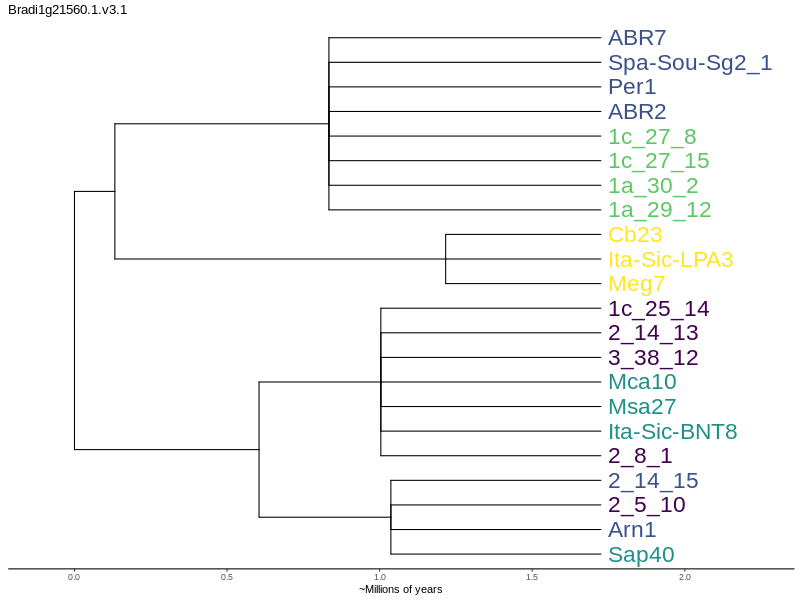 Bradi1g21560.1.v3.1
ABR7
Spa-Sou-Sg2_1
Per1
ABR2
1c_27_8
1c_27_15
1a_30_2
1a_29_12
Cb23
Ita-Sic-LPA3
Meg7
1c_25_14
2_14_13
3_38_12
Mca10
Msa27
Ita-Sic-BNT8
2_8_1
2_14_15
2_5_10
Arn1
Sap40
0.0 0.5 1.0 1.5 2.0
~Millions of years